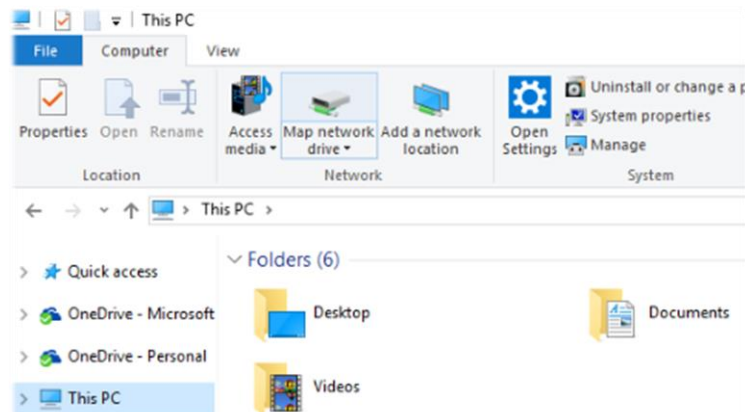 This PC
File Computer View
Properties Open Rename
Access media
Map network drive
Add a network location
Open Settings
Uninstall or change a
System properties
Manage
Location Network System
This PC
Quick access
OneDrive - Microsoft
OneDrive - Personal
This PC
Folders (6)
Desktop Documents
Videos